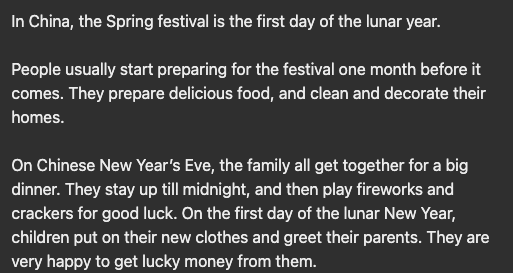 In China, the Spring festival is the first day of the lunar year.
People usually start preparing for the festival one month before it
comes. They prepare delicious food, and clean and decorate their
homes.
On Chinese New Year’s Eve, the family all get together for a big
dinner. They stay up till midnight, and then play fireworks and
crackers for good luck. On the first day of the lunar New Year,
children put on their new clothes and greet their parents. They are
very happy to get lucky money from them.